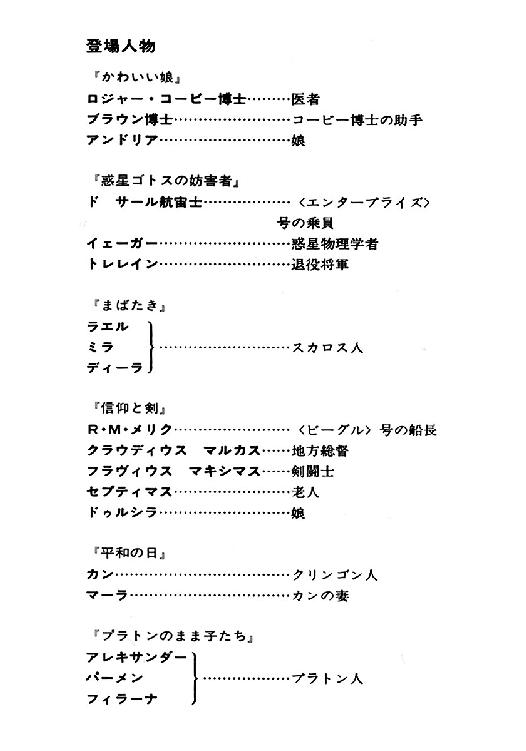 登場人物
『かわいい娘』
ロジャー・コービー博士………医者
ブラウン博士……………………コービー博士の助手
アンドリア………………………娘
『惑星ゴトスの妨害者』
ド　サール航宙士………………〈エンタープライズ〉
号の乗員
イェーガー………………………惑星物理学者
トレレイン………………………退役将軍
『まばたき』
ラエル
ミラ
ディーラ
………………………スカロス人
『信仰と剣』
R・M・メリク……………………〈ビーグル〉号の船長
クラウディウス　マルカス……地方総督
フラヴィウス　マキシマス……剣闘士
セプティマス……………………老人
ドゥルシラ………………………娘
『平和の日』
カン………………………………クリンゴン人
マーラ……………………………カンの妻
『プラトンのまま子たち』
アレキサンダー
パーメン
フィラーナ
………………プラトン人